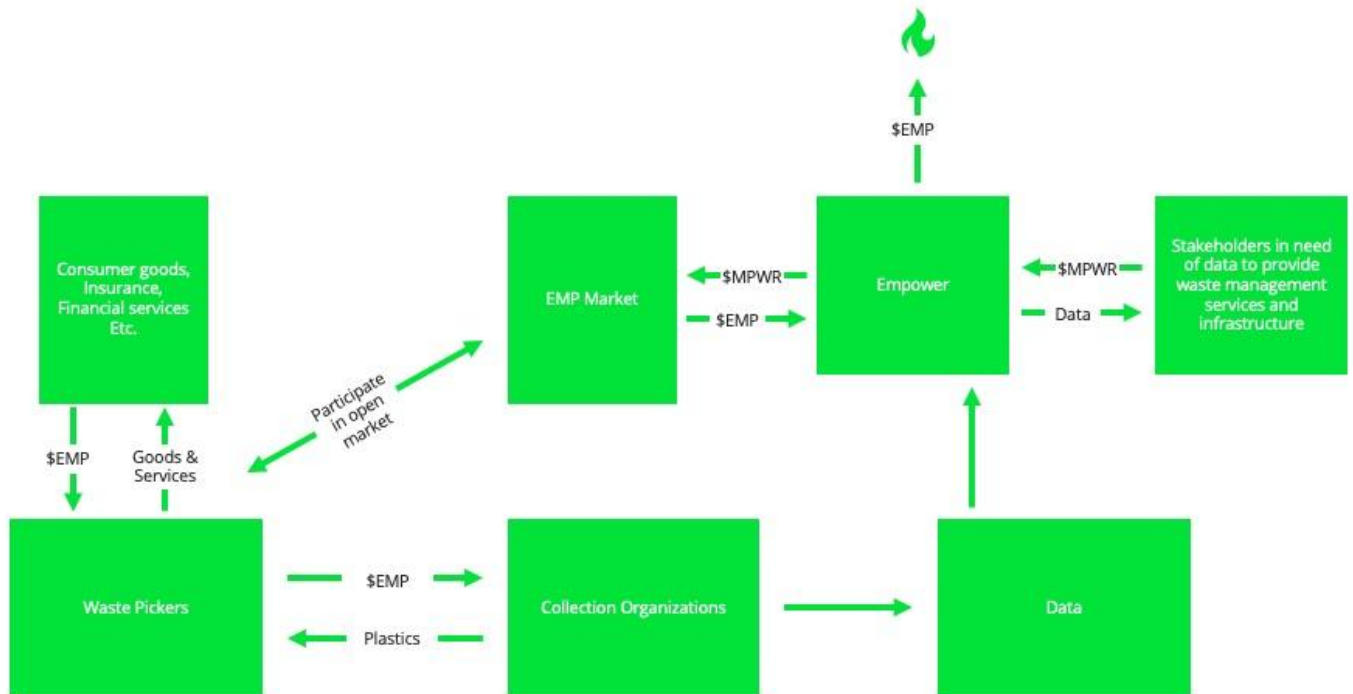 $EMP
Consumer goods,
Insurance,
Financial services
Etc.
EMP Market
$MPWR
$EMP
Empower
$MPWR
Data
Stakeholders in need
of data to provide
waste management
services and
infrastructure
Participate
in open
market
$EMP
Goods &
Services
Waste Pickers
$EMP
Plastics
Collection Organizations
Data